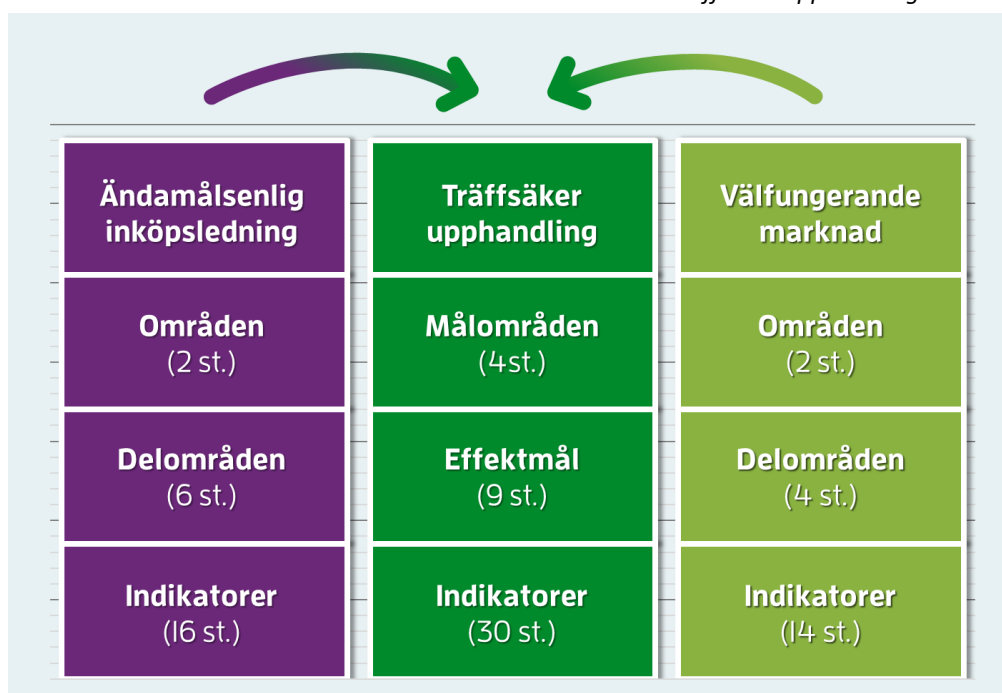 Ändamålsenlig
inköpsledning
Områden
(2 st.)
Delområden
(6 st.)
Indikatorer
(16 st.)
Träffsäker
upphandling
Målområden
(4st.)
Effektmål
(9 st.)
Indikatorer
(30 st.)
Välfungerande
marknad
Områden
(2 st.)
Delområden
(4 st.)
Indikatorer
(14 st.)